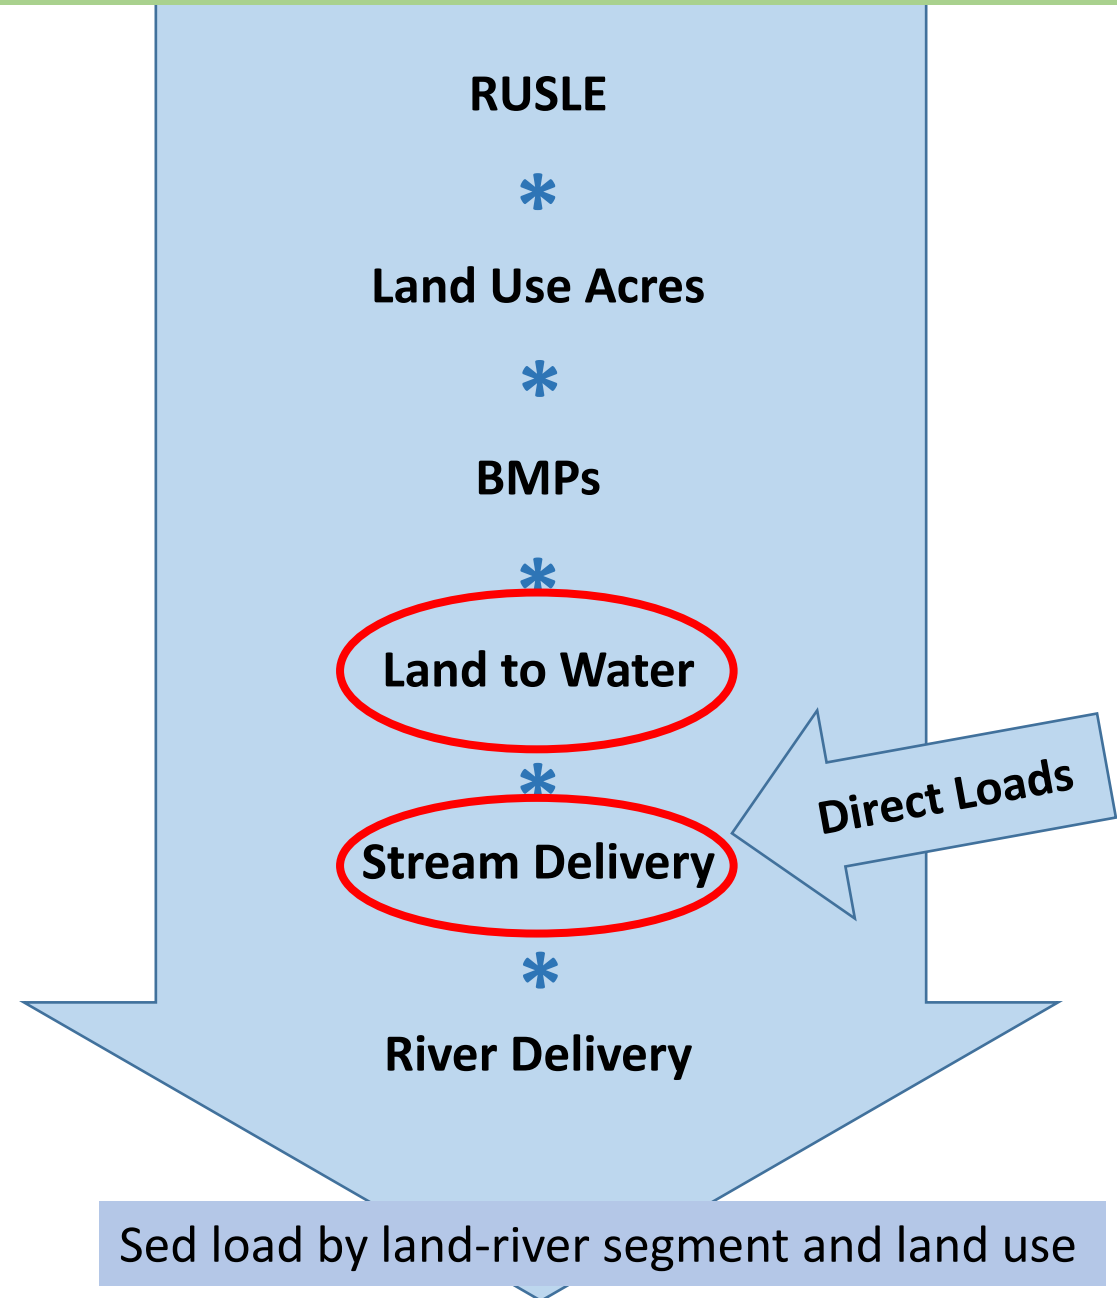 RUSLE
*
Land Use Acres
*
BMPs
*
Land to Water
*
Direct Loads
Stream Delivery
*
River Delivery
Sed load by land-river segment and land use